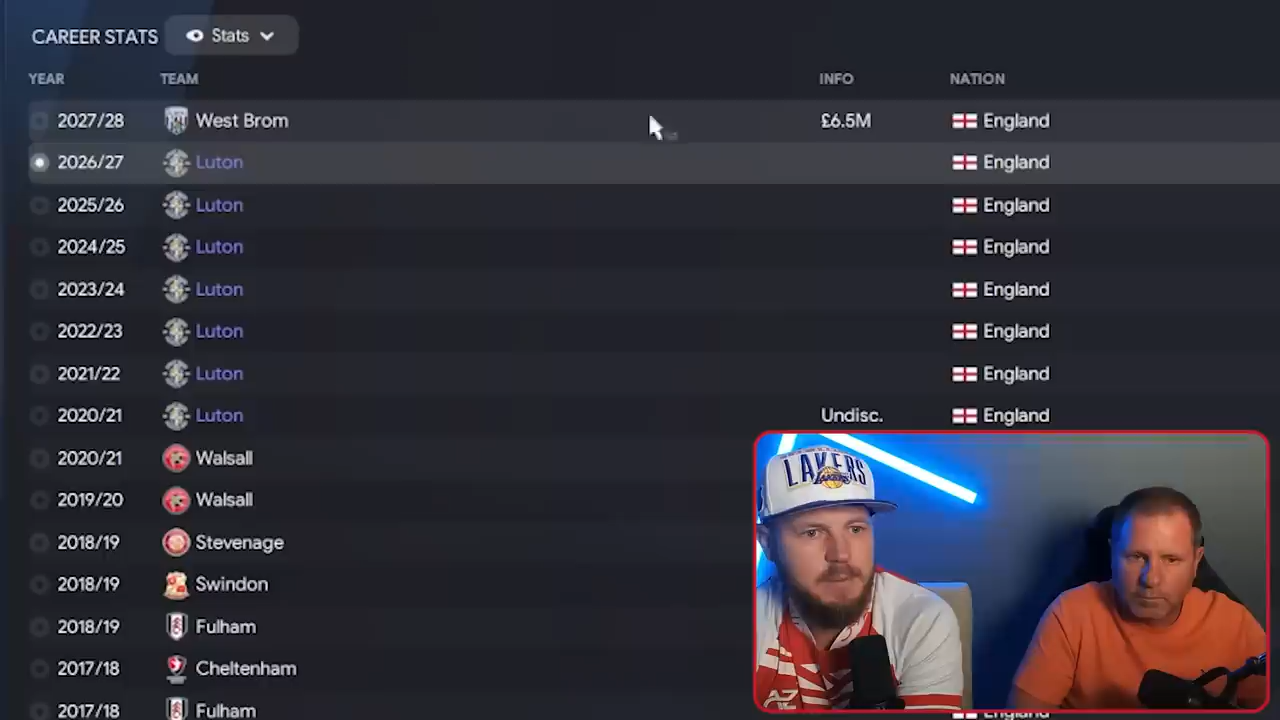 CAREER STATS Stats
YEAR TEAM INFO NATION
2027/28 West Brom £6.5M England
2026/27 Luton England
2025/26 Luton England
2024/25 Luton England
2023/24 Luton England
2022/23 Luton England
2021/22 Luton England
2020/21 Luton Undisc. England
2020/21 Walsall
2019/20 Walsall
2018/19 Stevenage
2018/19 Swindon
2018/19 Fulham
2017/18 Cheltenham
2017/18 Fulham England
LAKERS